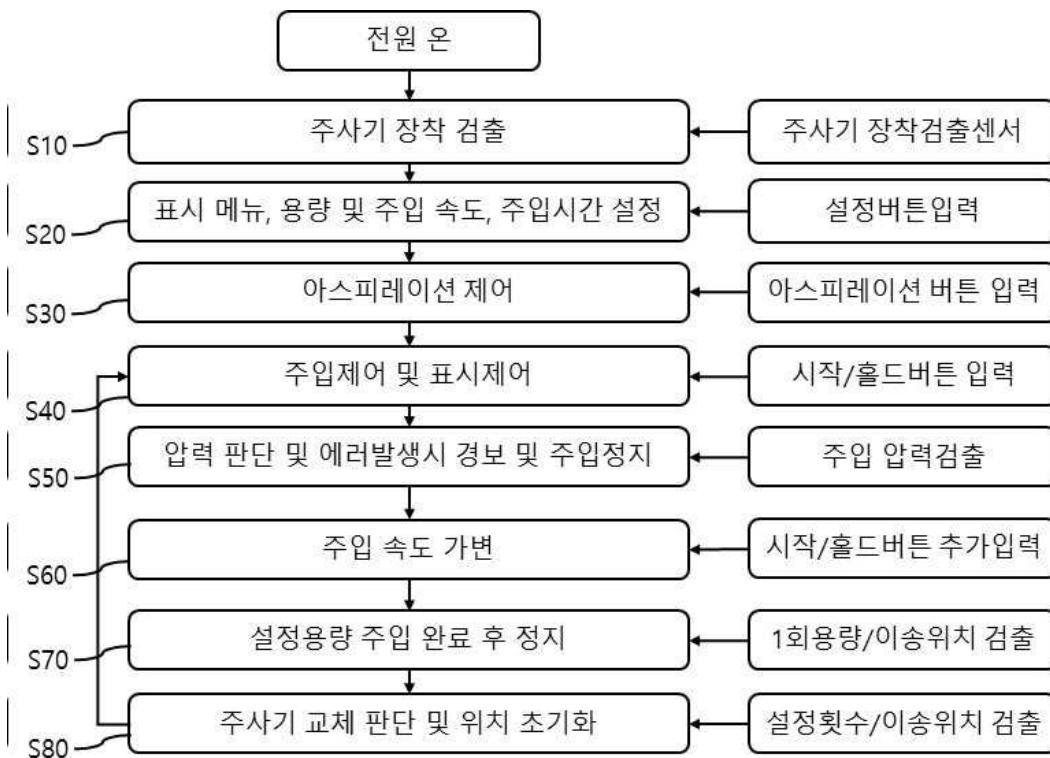 전원 온
주사기 장착 검출
주사기 장착검출센서
S10
표시 메뉴, 용량 및 주입 속도, 주입시간 설정
설정버튼입력
S20
아스피레이션 제어
아스피레이션 버튼 입력
S30
주입제어 및 표시제어
시작/홀드버튼 입력
S40
압력 판단 및 에러발생시 경보 및 주입정지
주입 압력검출
S50
주입 속도 가변
시작/홀드버튼 추가입력
S60
설정용량 주입 완료 후 정지
1회용량/이송위치 검출
S70
주사기 교체 판단 및 위치 초기화
설정횟수/이송위치 검출
S80